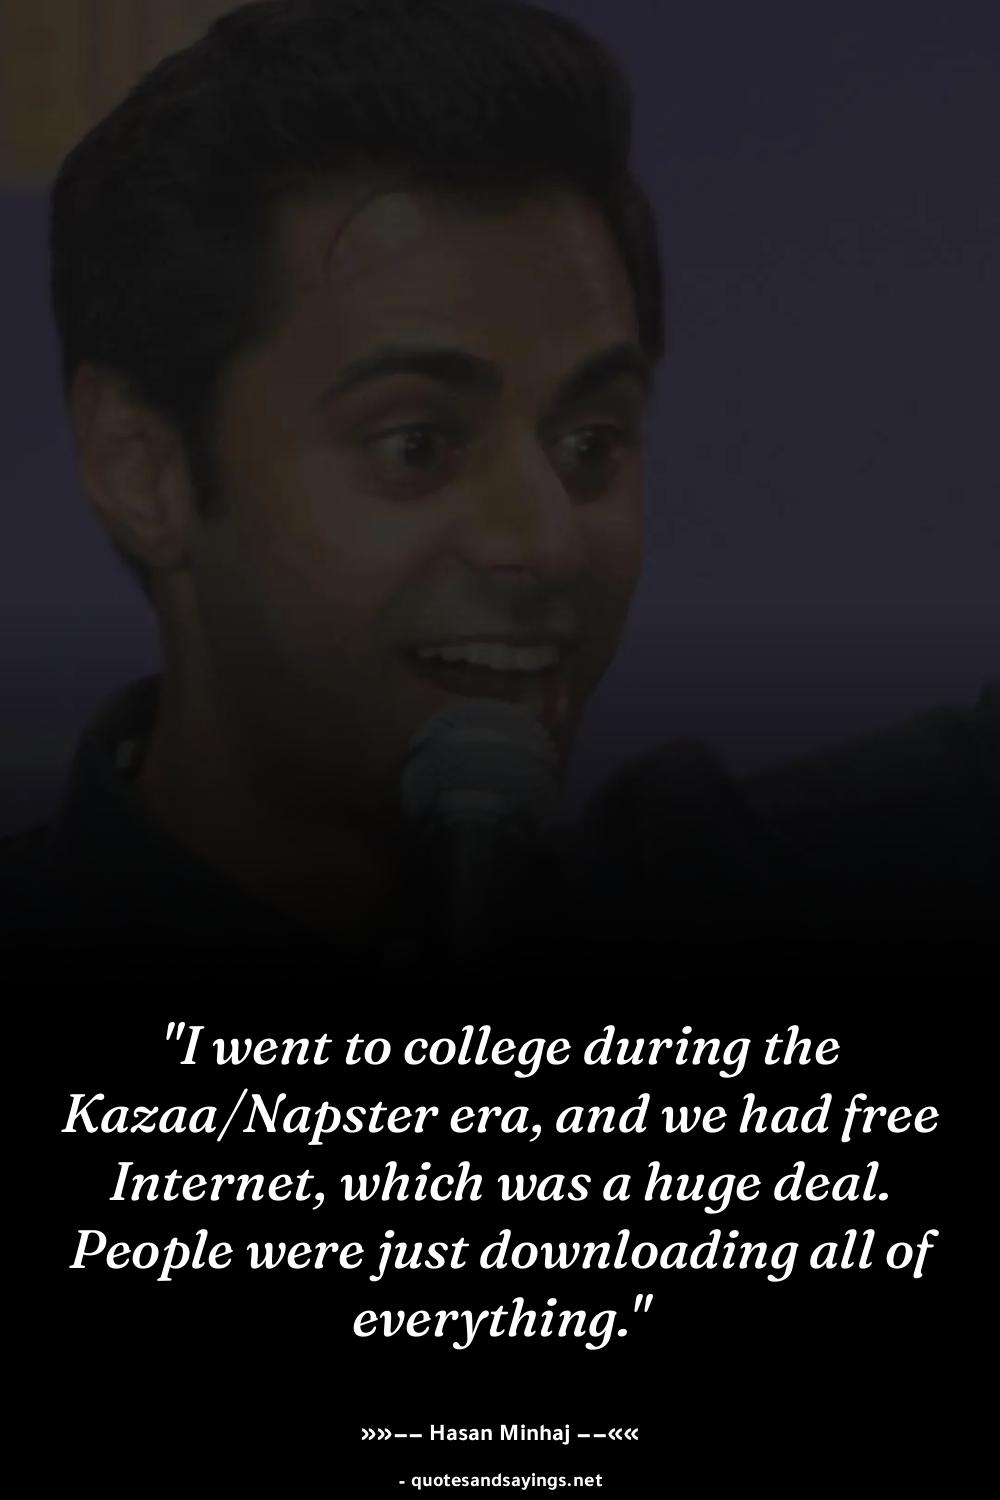 "I went to college during the
Kazaa/Napster era, and we had free
Internet, which was a huge deal.
People were just downloading all of
everything."
»»–– Hasan Minhaj ––««
- quotesandsayings.net